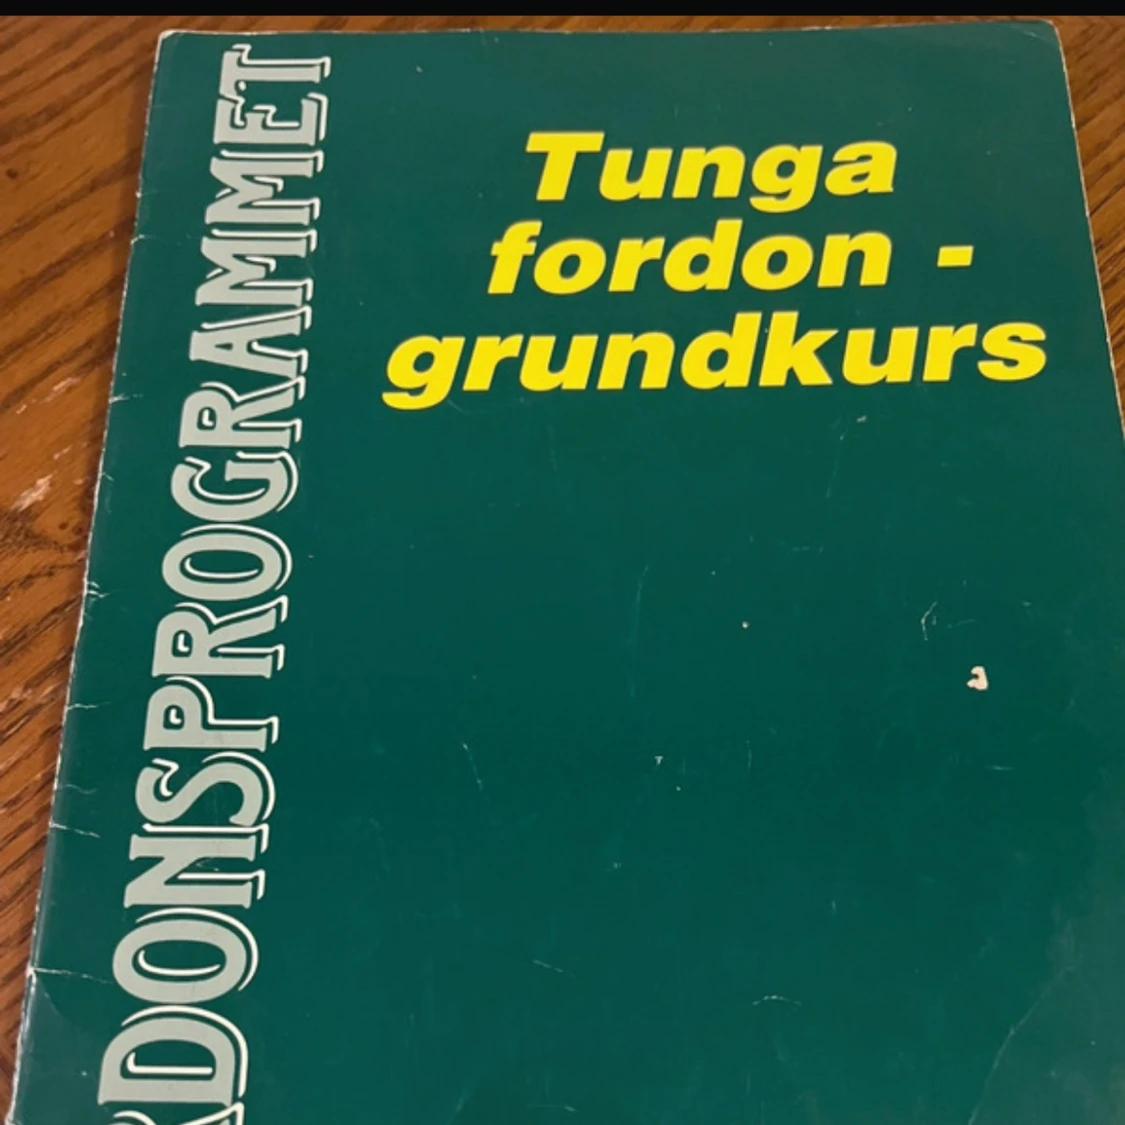 Tunga
fordon -
grundkurs
RDONSPROGRAMMET